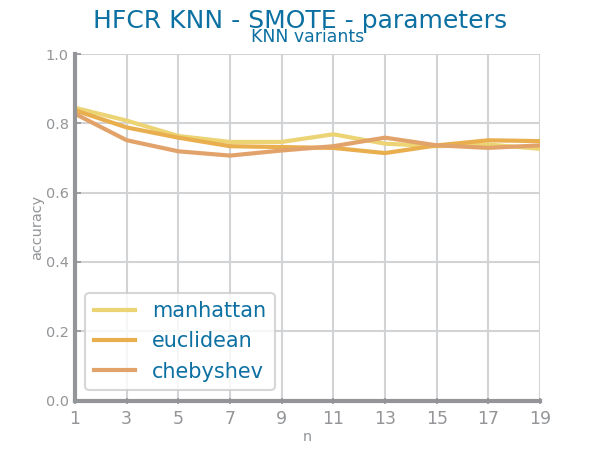 HFCR KNN - SMOTE - parameters
KNN variants
1.0
0.8
0.6
0.4
0.2
0.0
accuracy
manhattan
euclidean
chebyshev
1 3 5 7 9 11 13 15 17 19
n